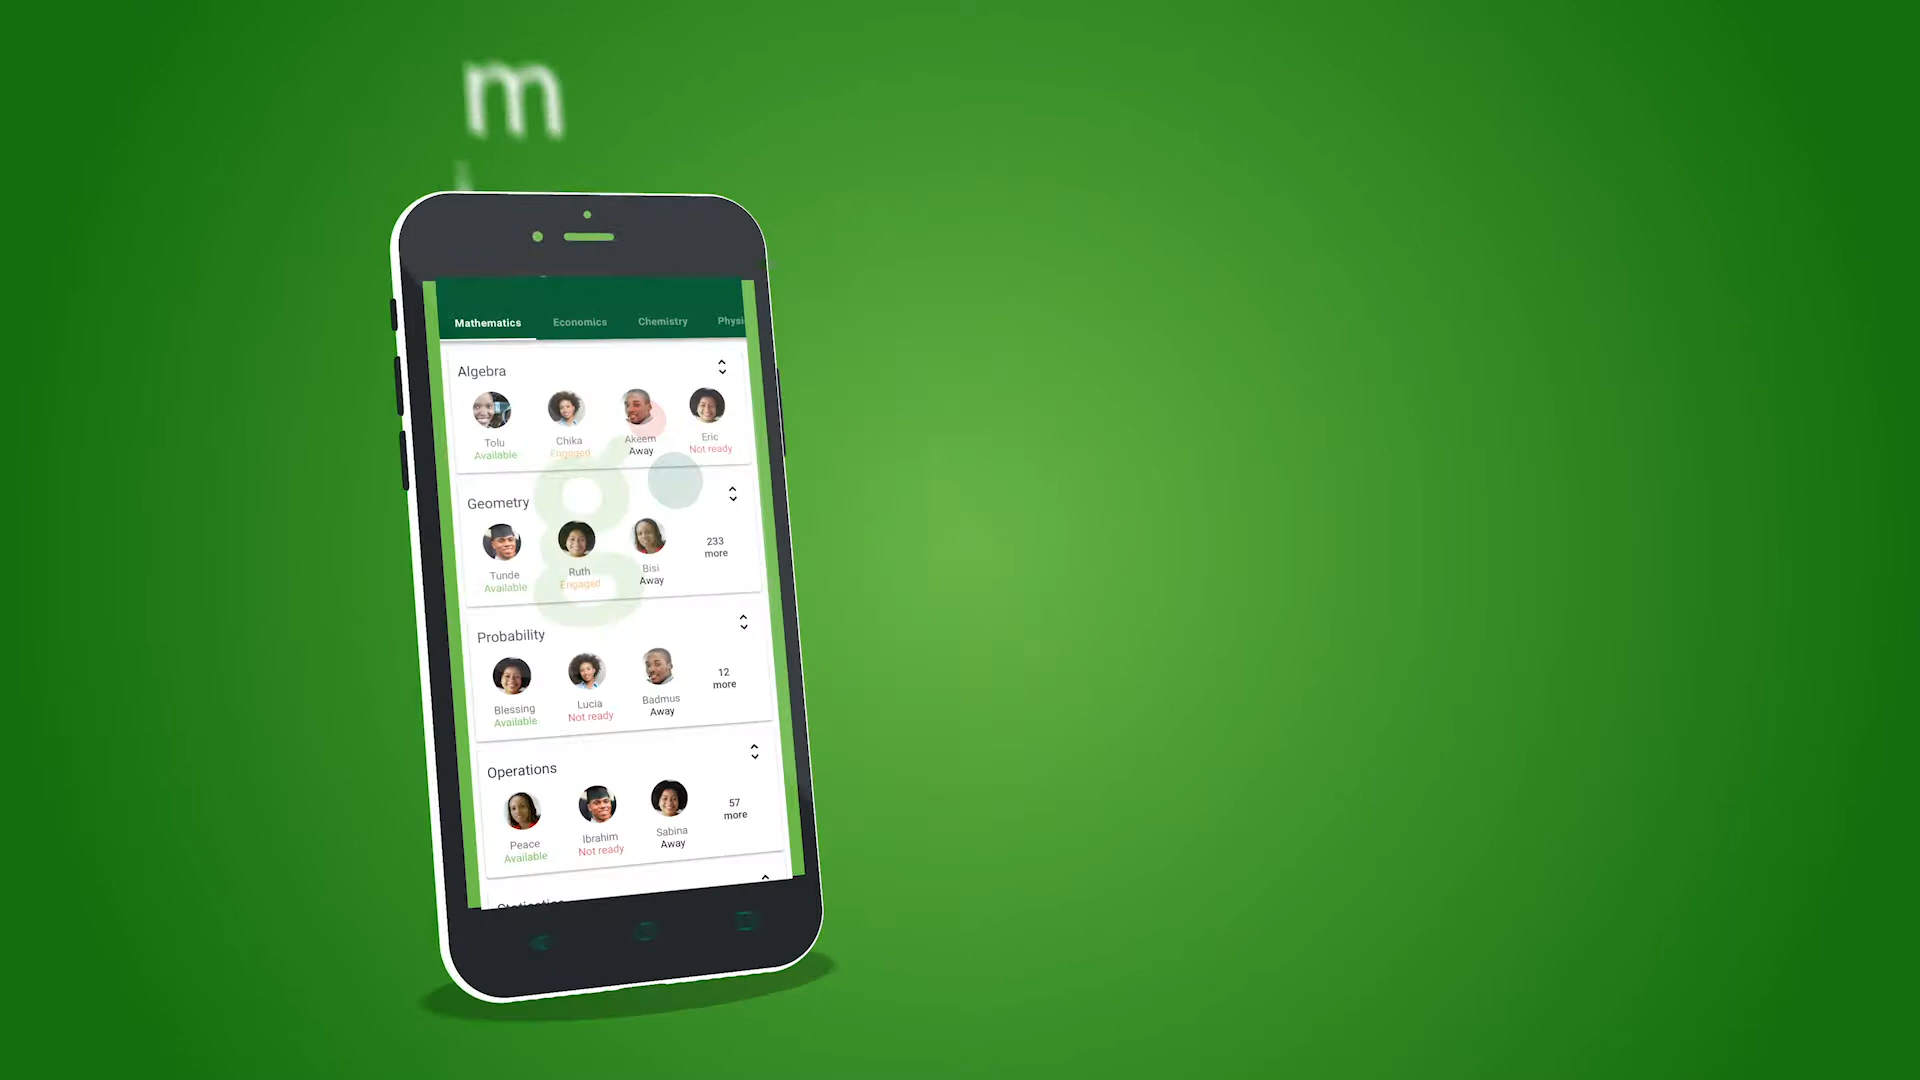 m
Mathematics Economics Chemistry Physi
Algebra
Tolu Chika Akeem Eric
Available Engaged Away Not ready
g
Geometry
233
more
Tunde Ruth Bisi
Available Engaged Away
Probability
12
more
Blessing Lucia Badmus
Available Not ready Away
Operations
57
more
Peace Ibrahim Sabina
Available Not ready Away